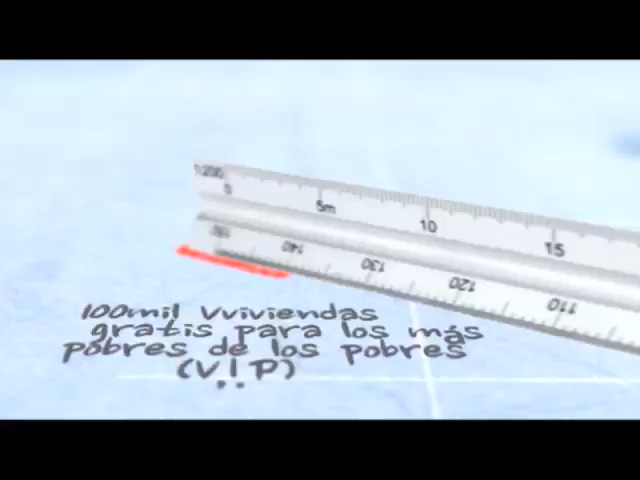 1:200
0 5m 10 15
150 140 130 120 110
100mil Vviviendas
gratis para los más
pobres de los pobres
(V.I.P)